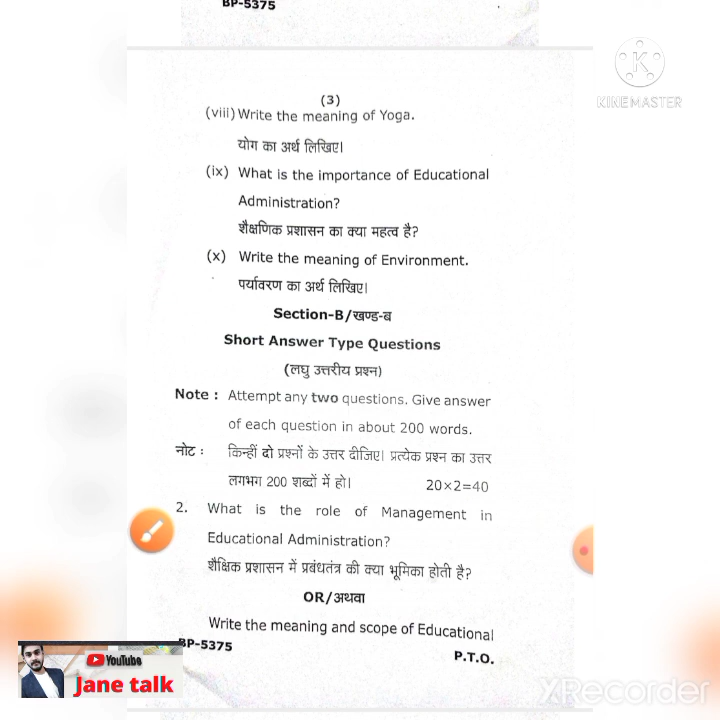 BP-5375
KINEMASTER
(3)
(viii) Write the meaning of Yoga.
योग का अर्थ लिखिए।
(ix) What is the importance of Educational
Administration?
शैक्षणिक प्रशासन का क्या महत्व है?
(x) Write the meaning of Environment.
पर्यावरण का अर्थ लिखिए।
Section-B/खण्ड-ब
Short Answer Type Questions
(लघु उत्तरीय प्रश्न)
Note : Attempt any two questions. Give answer
of each question in about 200 words.
नोट : किन्हीं दो प्रश्नों के उत्तर दीजिए। प्रत्येक प्रश्न का उत्तर
लगभग 200 शब्दों में हो। 20×2=40
2. What is the role of Management in
Educational Administration?
शैक्षिक प्रशासन में प्रबंधतंत्र की क्या भूमिका होती है?
OR/अथवा
Write the meaning and scope of Educational
BP-5375
P.T.O.
YouTube
Jane talk
XRecorder